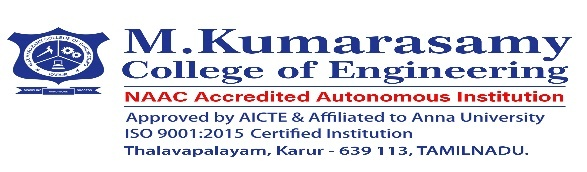 M.Kumarasamy
College of Engineering
NAAC Accredited Autonomous Institution
Approved by AICTE & Affiliated to Anna University
ISO 9001:2015 Certified Institution
Thalavapalayam, Karur - 639 113, TAMILNADU.